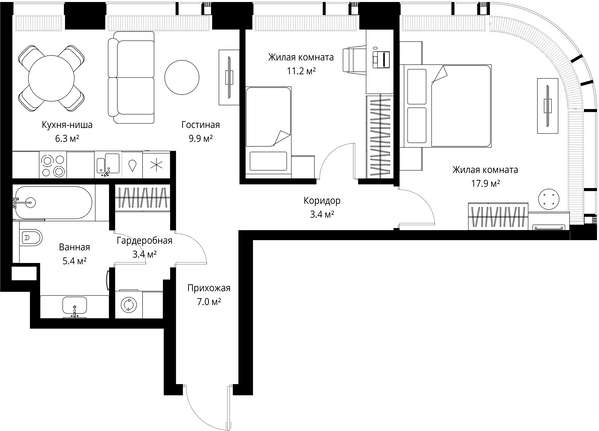 Жилая комната
11.2 м²
Кухня-ниша
6.3 м²
Гостиная
9.9 м²
Жилая комната
17.9 м²
Коридор
3.4 м²
Ванная
5.4 м²
Гардеробная
3.4 м²
Прихожая
7.0 м²